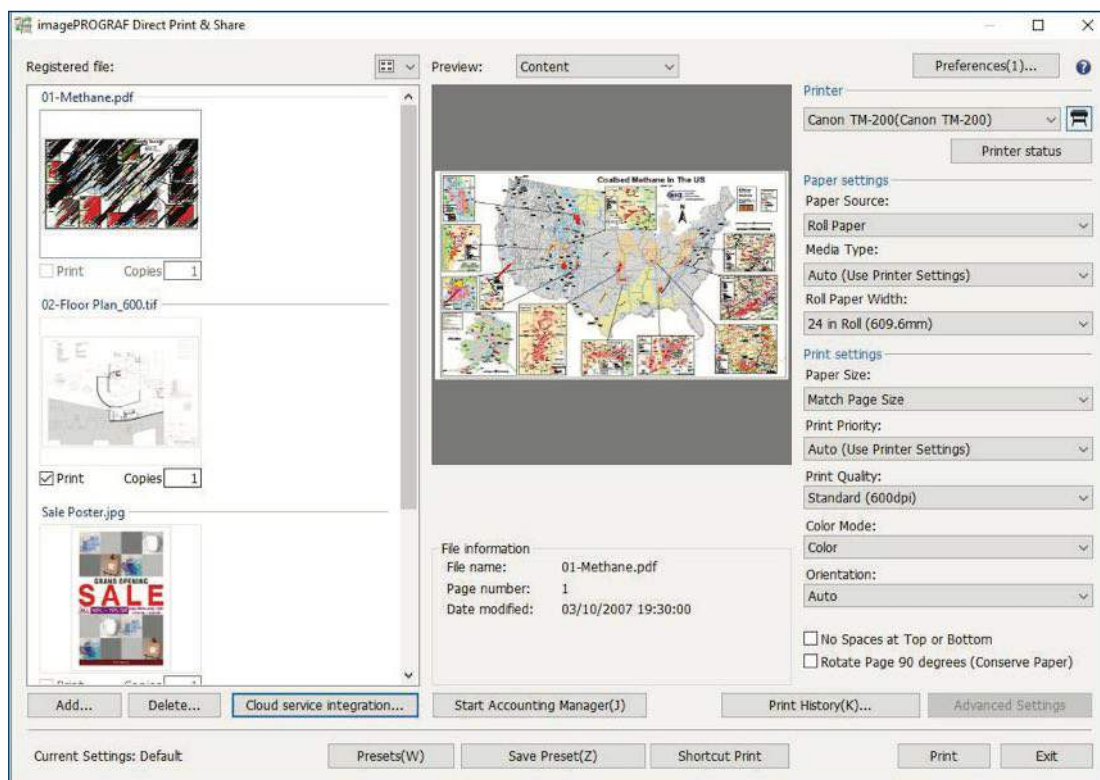 imagePROGRAF Direct Print & Share
Registered file:
01-Methane.pdf
Print Copies 1
02-Floor Plan_600.tif
Print Copies 1
Sale Poster.jpg
GRAND OPENING
SALE
Add... Delete... Cloud service integration...
Preview: Content
Coalbed Methane In The US
N
File information
File name: 01-Methane.pdf
Page number: 1
Date modified: 03/10/2007 19:30:00
Start Accounting Manager(J)
Preferences(1)... ?
Printer
Canon TM-200(Canon TM-200)
Printer status
Paper settings
Paper Source:
Roll Paper
Media Type:
Auto (Use Printer Settings)
Roll Paper Width:
24 in Roll (609.6mm)
Print settings
Paper Size:
Match Page Size
Print Priority:
Auto (Use Printer Settings)
Print Quality:
Standard (600dpi)
Color Mode:
Color
Orientation:
Auto
No Spaces at Top or Bottom
Rotate Page 90 degrees (Conserve Paper)
Print History(K)... Advanced Settings
Current Settings: Default Presets(W) Save Preset(Z) Shortcut Print Print Exit